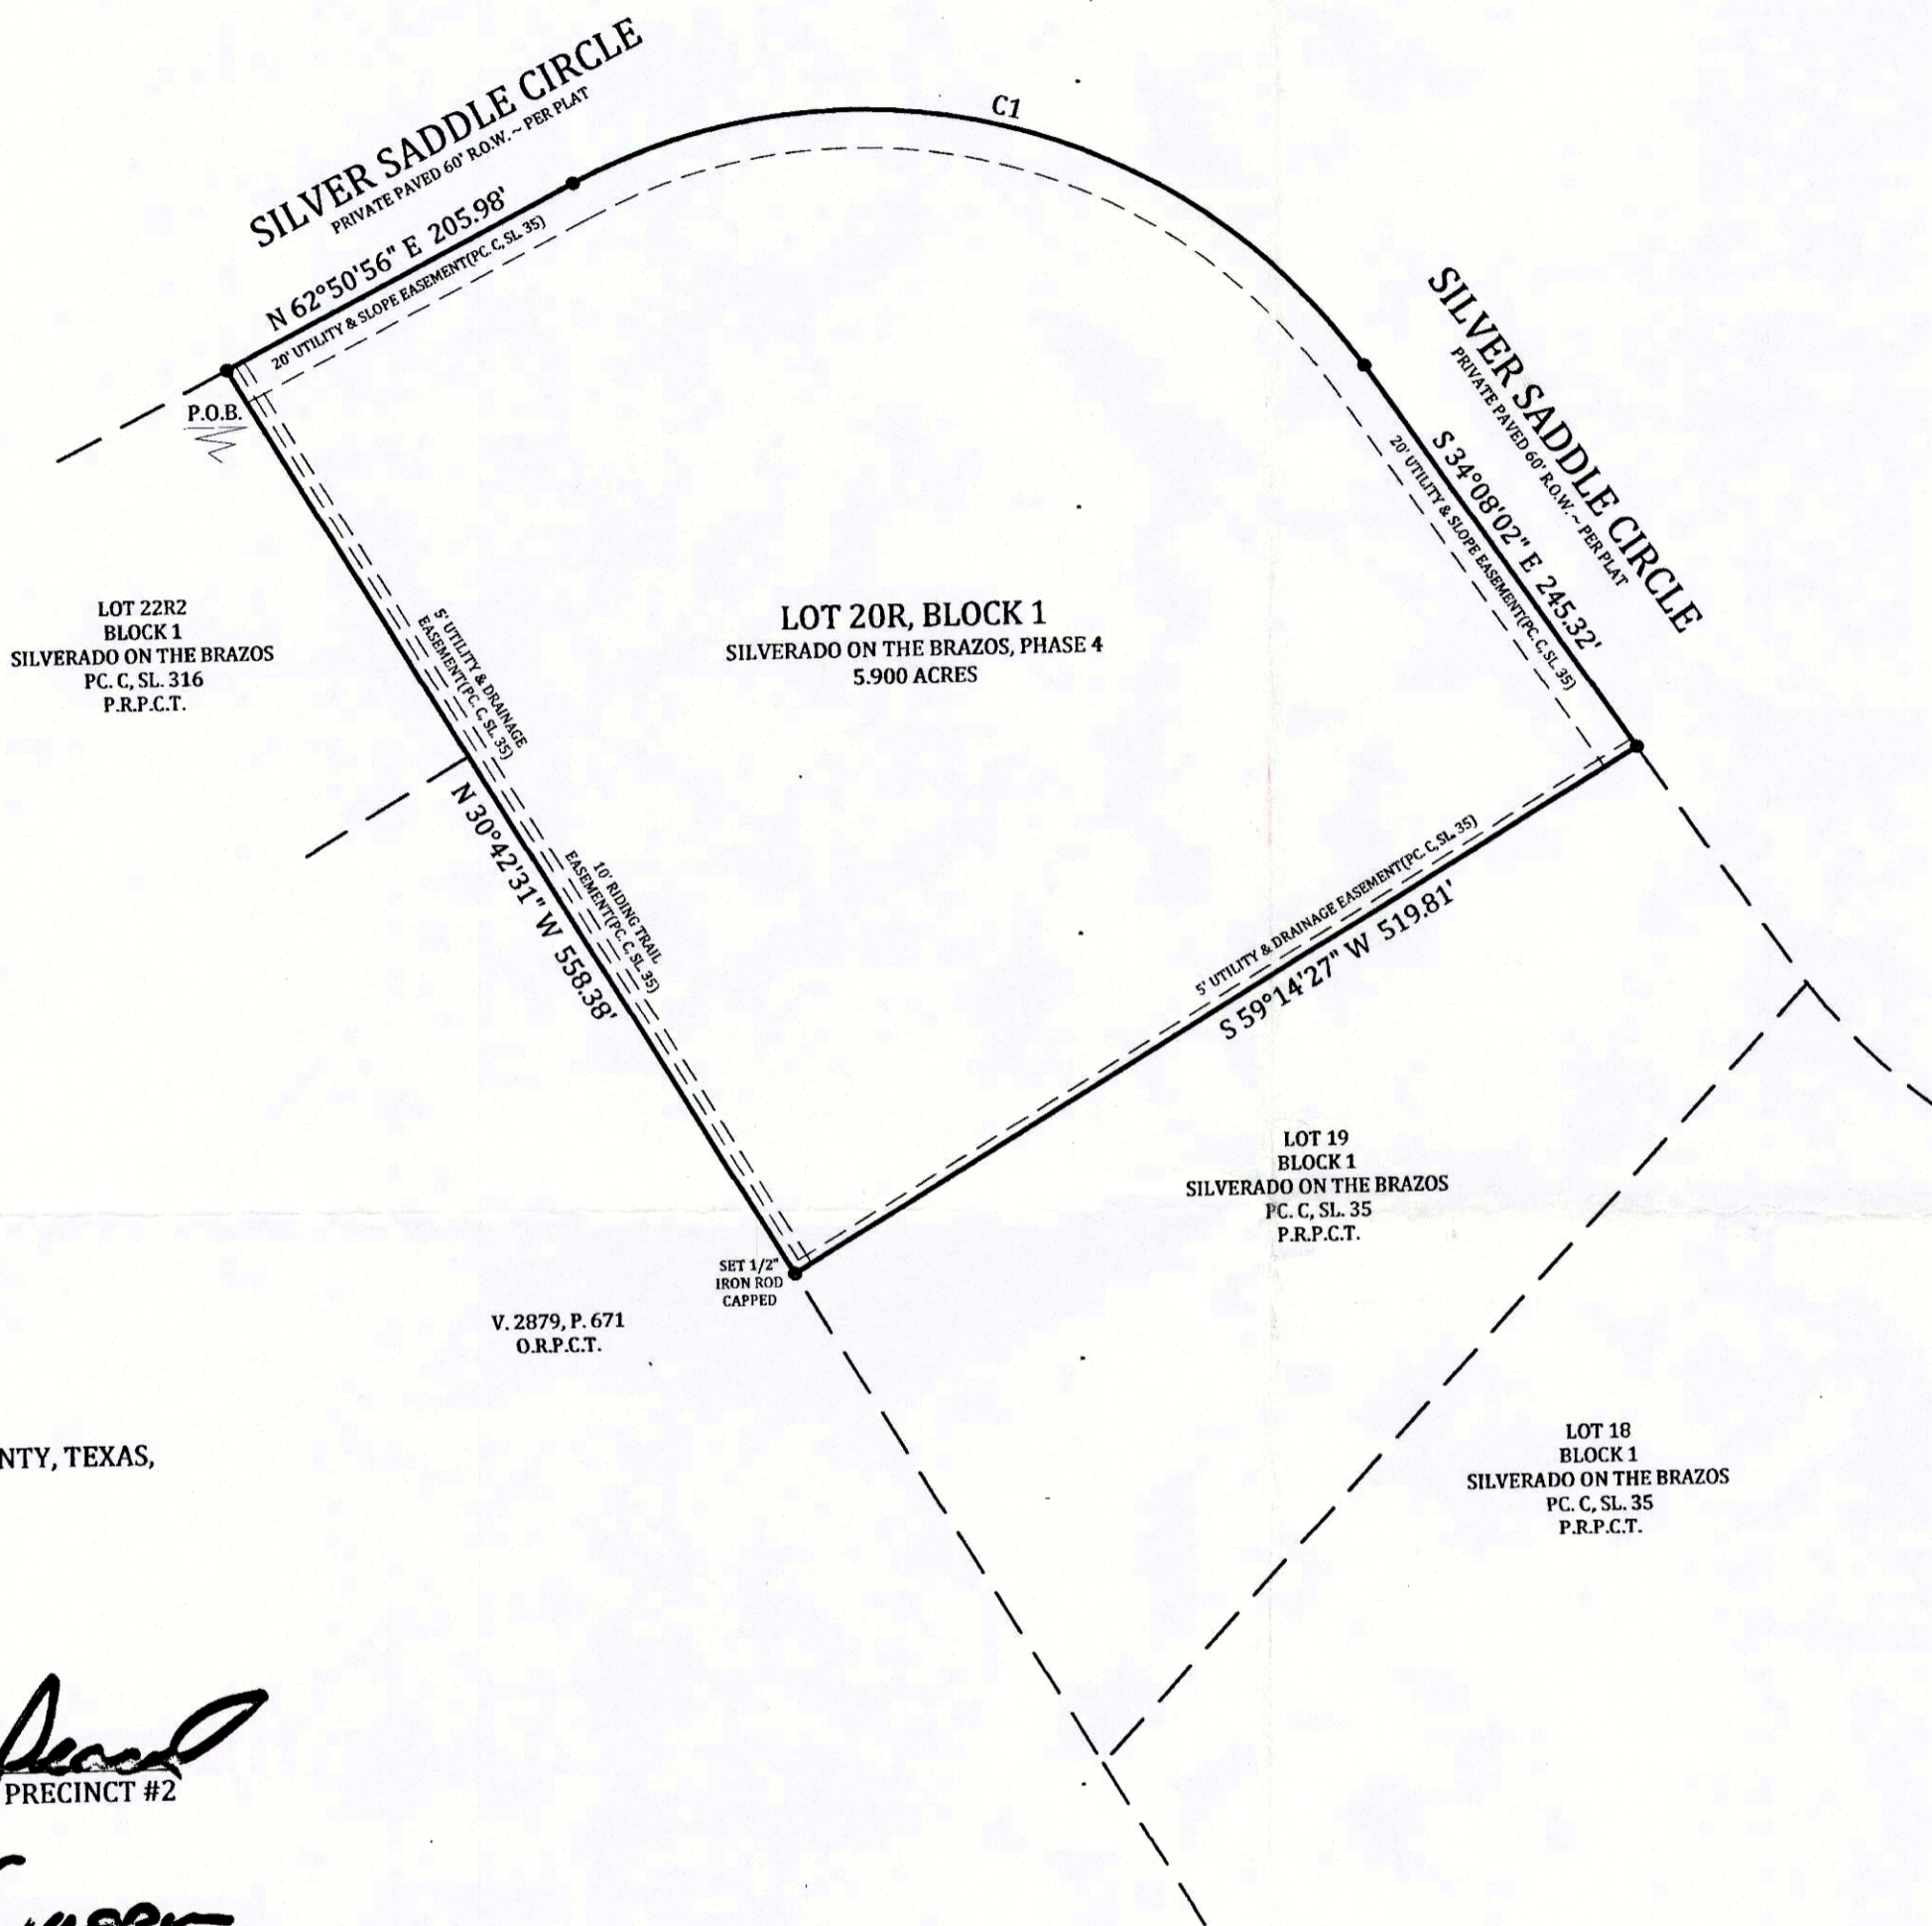 SILVER SADDLE CIRCLE
PRIVATE PAVED 60' R.O.W. ~ PER PLAT
N 62°50'56" E 205.98'
20' UTILITY & SLOPE EASEMENT(PC. C, SL. 35)
C1
P.O.B.
SILVER SADDLE CIRCLE
PRIVATE PAVED 60' R.O.W. ~ PER PLAT
S 34°08'02" E 245.32'
20' UTILITY & SLOPE EASEMENT(PC. C, SL. 35)
LOT 22R2
BLOCK 1
SILVERADO ON THE BRAZOS
PC. C, SL. 316
P.R.P.C.T.
5' UTILITY & DRAINAGE
EASEMENT(PC. C, SL. 35)
LOT 20R, BLOCK 1
SILVERADO ON THE BRAZOS, PHASE 4
5.900 ACRES
N 30°42'31" W 558.38'
10' RIDING TRAIL
EASEMENT(PC. C, SL. 35)
5' UTILITY & DRAINAGE EASEMENT(PC. C, SL. 35)
S 59°14'27" W 519.81'
LOT 19
BLOCK 1
SILVERADO ON THE BRAZOS
PC. C, SL. 35
P.R.P.C.T.
SET 1/2"
IRON ROD
CAPPED
V. 2879, P. 671
O.R.P.C.T.
LOT 18
BLOCK 1
SILVERADO ON THE BRAZOS
PC. C, SL. 35
P.R.P.C.T.
NTY, TEXAS,
PRECINCT #2